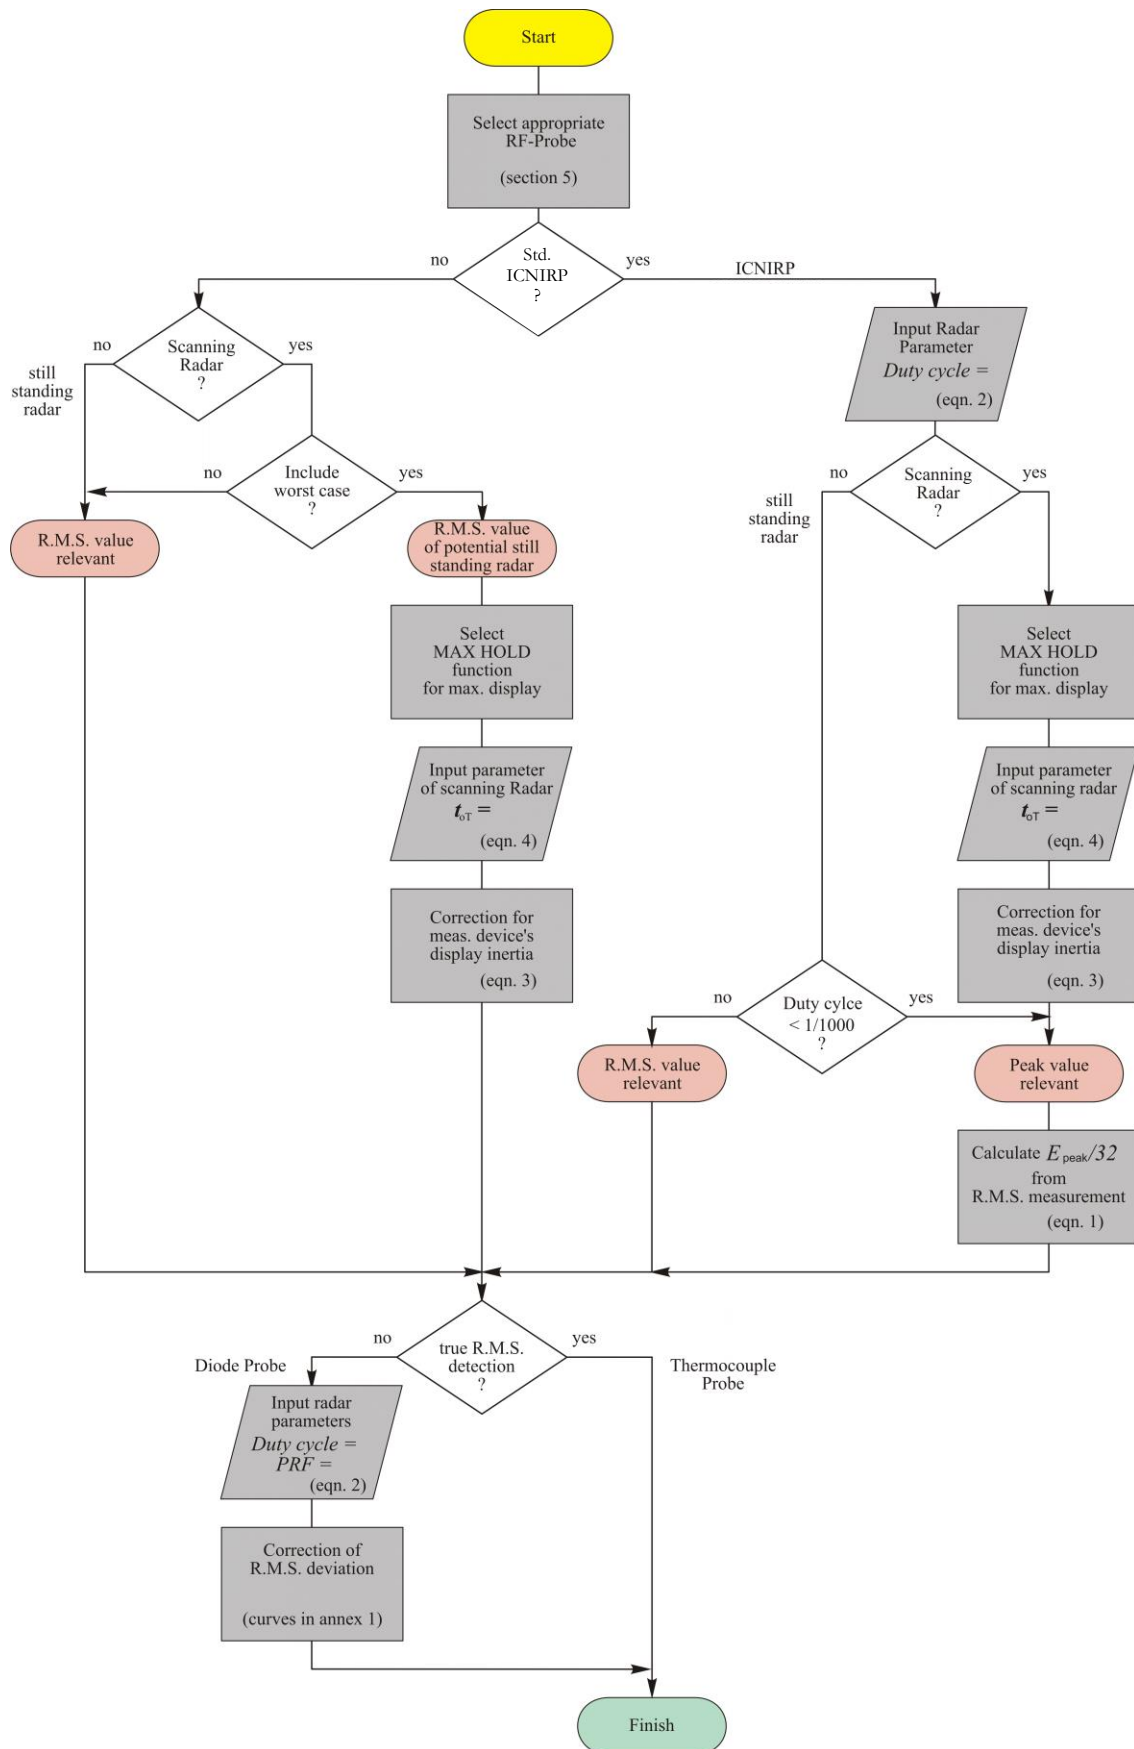 Start
Select appropriate
RF-Probe
(section 5)
Std.
ICNIRP
?
no
yes
ICNIRP
Scanning
Radar
?
no
yes
still
standing
radar
Input Radar
Parameter
Duty cycle =
(eqn. 2)
Include
worst case
?
no
yes
Scanning
Radar
?
no
yes
still
standing
radar
R.M.S. value
relevant
R.M.S. value
of potential still
standing radar
Select
MAX HOLD
function
for max. display
Select
MAX HOLD
function
for max. display
Input parameter
of scanning Radar
toT =
(eqn. 4)
Input parameter
of scanning radar
toT =
(eqn. 4)
Correction for
meas. device's
display inertia
(eqn. 3)
Correction for
meas. device's
display inertia
(eqn. 3)
Duty cylce
< 1/1000
?
no
yes
R.M.S. value
relevant
Peak value
relevant
Calculate E peak/32
from
R.M.S. measurement
(eqn. 1)
true R.M.S.
detection
?
no
yes
Diode Probe
Thermocouple
Probe
Input radar
parameters
Duty cycle =
PRF =
(eqn. 2)
Correction of
R.M.S. deviation
(curves in annex 1)
Finish